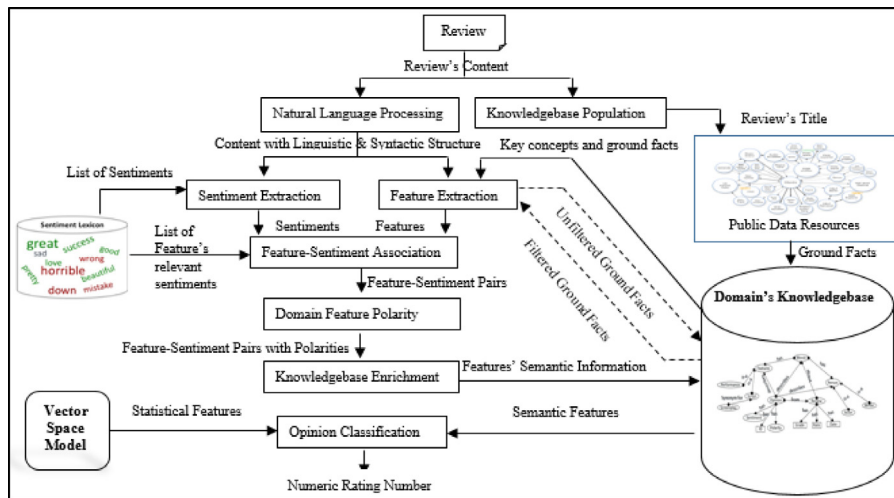 Review
Review's Content
Natural Language Processing
Knowledgebase Population
Review's Title
Content with Linguistic & Syntactic Structure
Key concepts and ground facts
List of Sentiments
Sentiment Extraction
Feature Extraction
Public Data Resources
Sentiment Lexicon
great
success
good
sad
love
wrong
horrible
pretty
beautiful
down
mistake
List of
Feature's
relevant
sentiments
Sentiments
Features
Unfiltered Ground Facts
Filtered Ground Facts
Ground Facts
Feature-Sentiment Association
Feature-Sentiment Pairs
Domain's Knowledgebase
Domain Feature Polarity
Feature-Sentiment Pairs with Polarities
Knowledgebase Enrichment
Features' Semantic Information
Vector
Space
Model
Statistical Features
Opinion Classification
Semantic Features
Numeric Rating Number